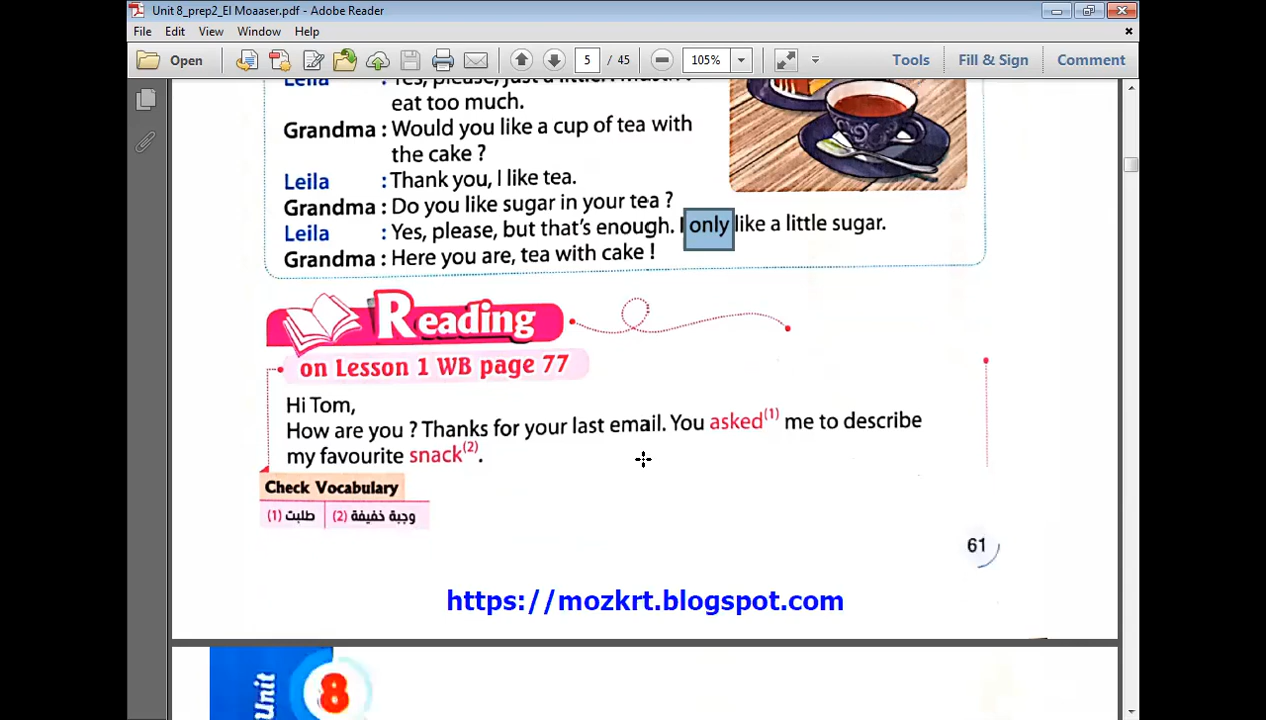 Unit 8_prep2_El Moaaser.pdf - Adobe Reader
File Edit View Window Help
Open 5 / 45 105% Tools Fill & Sign Comment
Leila : Yes, please, just a little.
eat too much.
Grandma : Would you like a cup of tea with
the cake ?
Leila : Thank you, I like tea.
Grandma : Do you like sugar in your tea ?
Leila : Yes, please, but that's enough. I only like a little sugar.
Grandma : Here you are, tea with cake !
Reading
on Lesson 1 WB page 77
Hi Tom,
How are you ? Thanks for your last email. You asked(1) me to describe
my favourite snack(2).
Check Vocabulary
(1) طلبت (2) وجبة خفيفة
61
https://mozkrt.blogspot.com
Unit 8